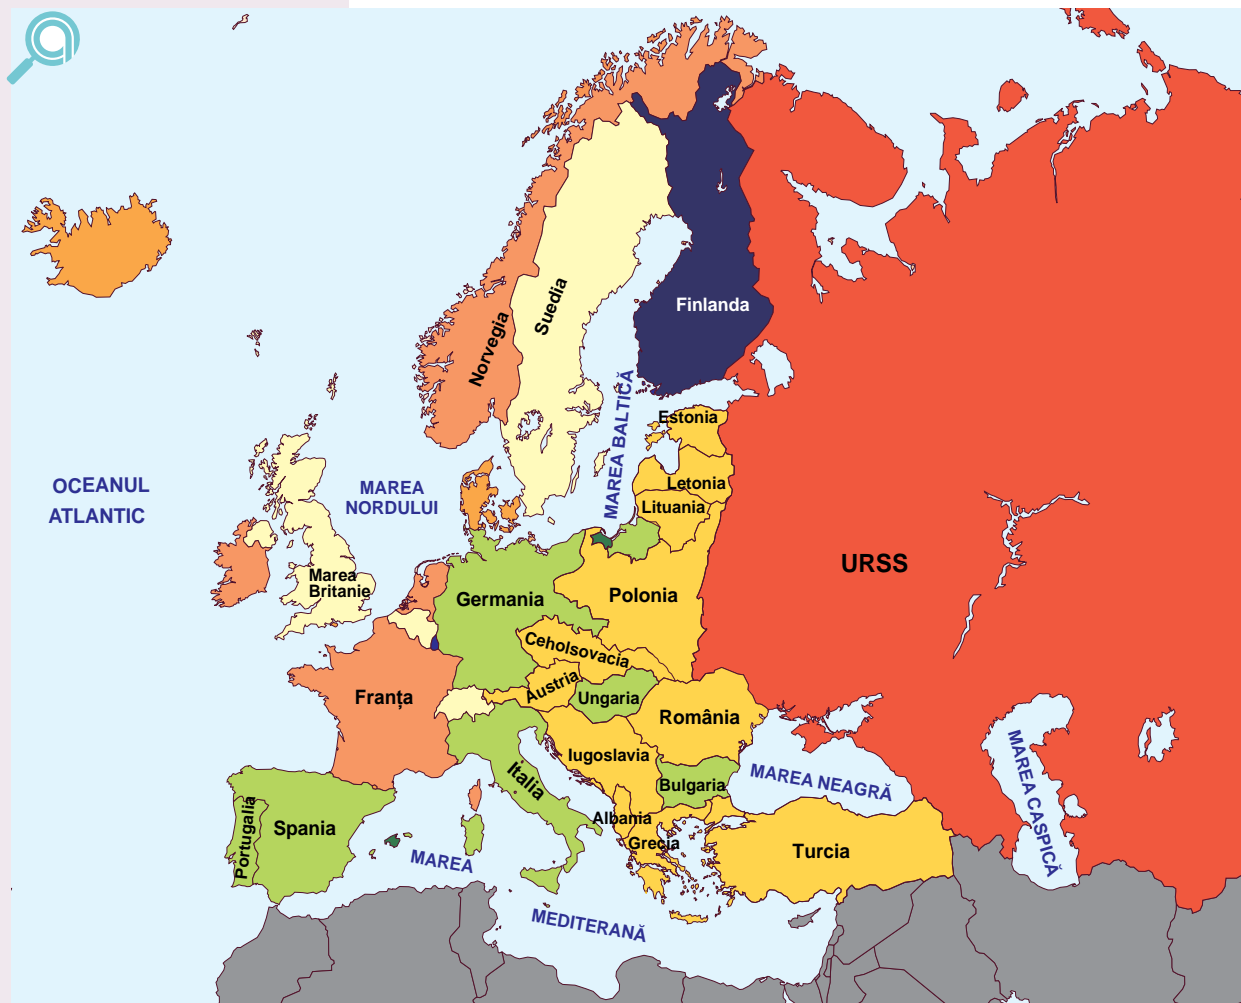 Finlanda
Suedia
Norvegia
MAREA BALTICĂ
Estonia
Letonia
Lituania
OCEANUL
ATLANTIC
MAREA
NORDULUI
URSS
Marea
Britanie
Germania
Polonia
Ceholsovacia
Austria
Ungaria
Franța
România
Iugoslavia
Italia
Bulgaria
MAREA NEAGRĂ
MAREA CASPICĂ
Albania
Grecia
Turcia
Portugalia
Spania
MAREA
MEDITERANĂ